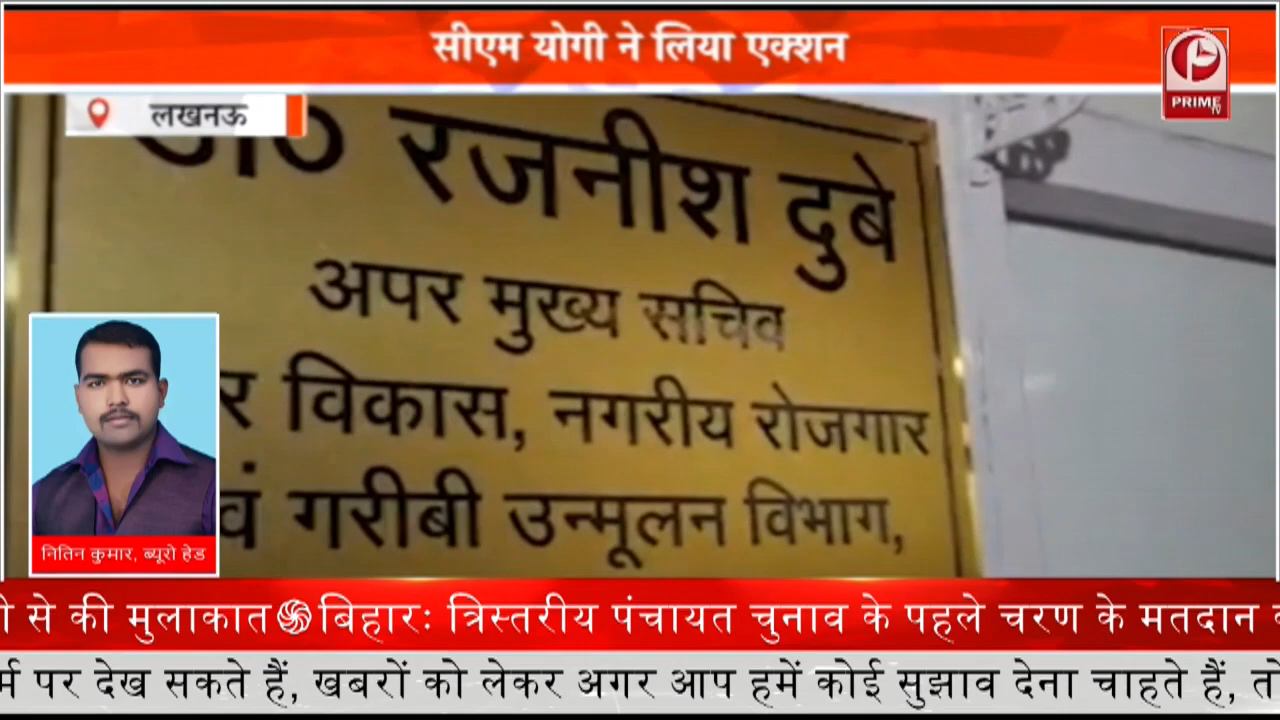 सीएम योगी ने लिया एक्शन
PRIME
TV
लखनऊ
रजनीश दुबे
अपर मुख्य सचिव
विकास, नगरीय रोजगार
गरीबी उन्मूलन विभाग,
नितिन कुमार, ब्यूरो हेड
से की मुलाकात बिहारः त्रिस्तरीय पंचायत चुनाव के पहले चरण के मतदान
पर देख सकते हैं, खबरों को लेकर अगर आप हमें कोई सुझाव देना चाहते हैं, तो